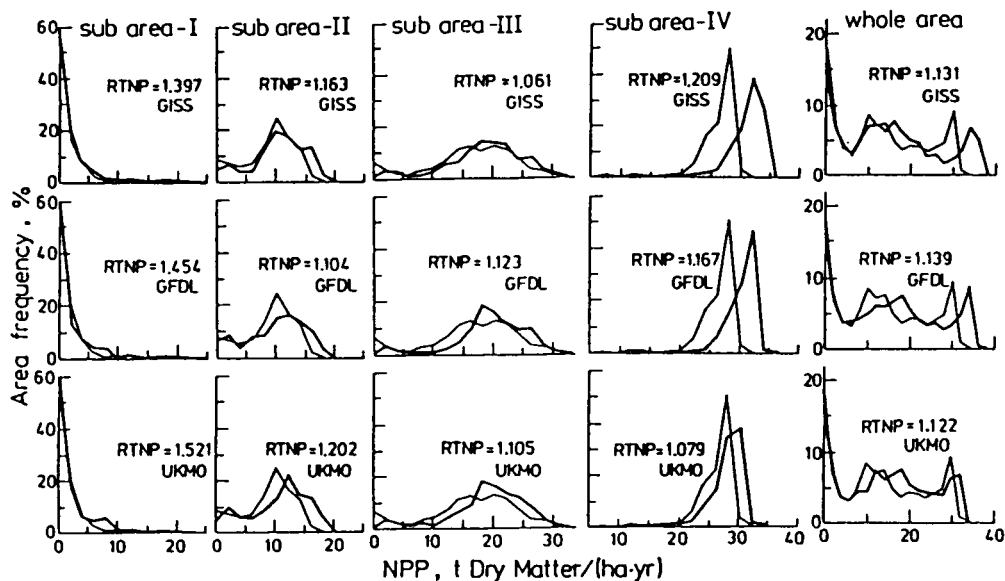 sub area-I sub area-II sub area-III sub area-IV whole area
60 20
RTNP=1.397 RTNP=1.163 RTNP=1.061 RTNP=1.209 RTNP=1.131
GISS GISS GISS GISS GISS
40
10
20
0 0
60 20
RTNP=1.454 RTNP=1.104 RTNP=1.123 RTNP=1.167 RTNP=1.139
GFDL GFDL GFDL GFDL GFDL
40
10
20
0 0
60 20
RTNP=1.521 RTNP=1.202 RTNP=1.105 RTNP=1.079 RTNP=1.122
UKMO UKMO UKMO UKMO UKMO
40
10
20
0 0
0 10 20 0 10 20 0 10 20 30 10 20 30 40 0 20 40
Area frequency, %
NPP, t Dry Matter/(ha·yr)